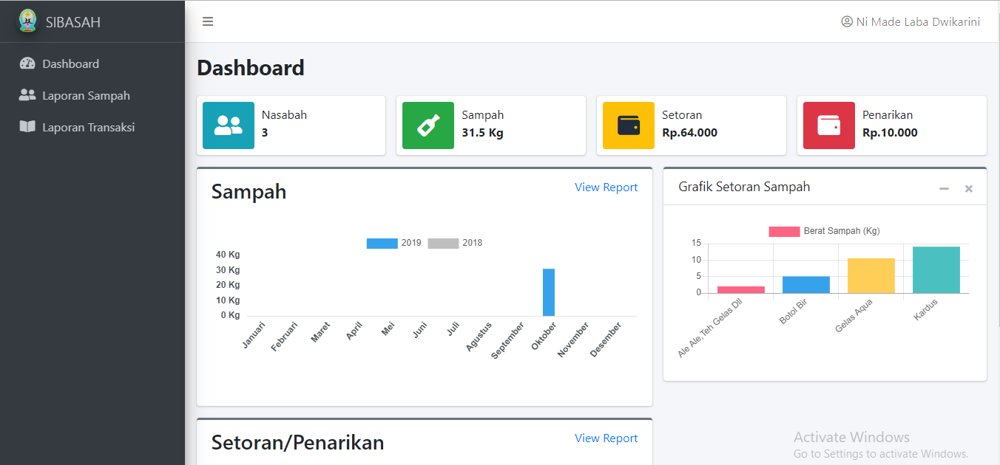 SIBASAH
Ni Made Laba Dwikarini
Dashboard
Laporan Sampah
Laporan Transaksi
Dashboard
Nasabah
3
Sampah
31.5 Kg
Setoran
Rp.64.000
Penarikan
Rp.10.000
Sampah
View Report
2019 2018
40 Kg
30 Kg
20 Kg
10 Kg
0 Kg
Januari
Februari
Maret
April
Mei
Juni
Juli
Agustus
September
Oktober
November
Desember
Grafik Setoran Sampah
Berat Sampah (Kg)
15
10
5
0
Ale Ale,Teh Gelas Dll
Botol Bir
Gelas Aqua
Kardus
Setoran/Penarikan
View Report
Activate Windows
Go to Settings to activate Windows.